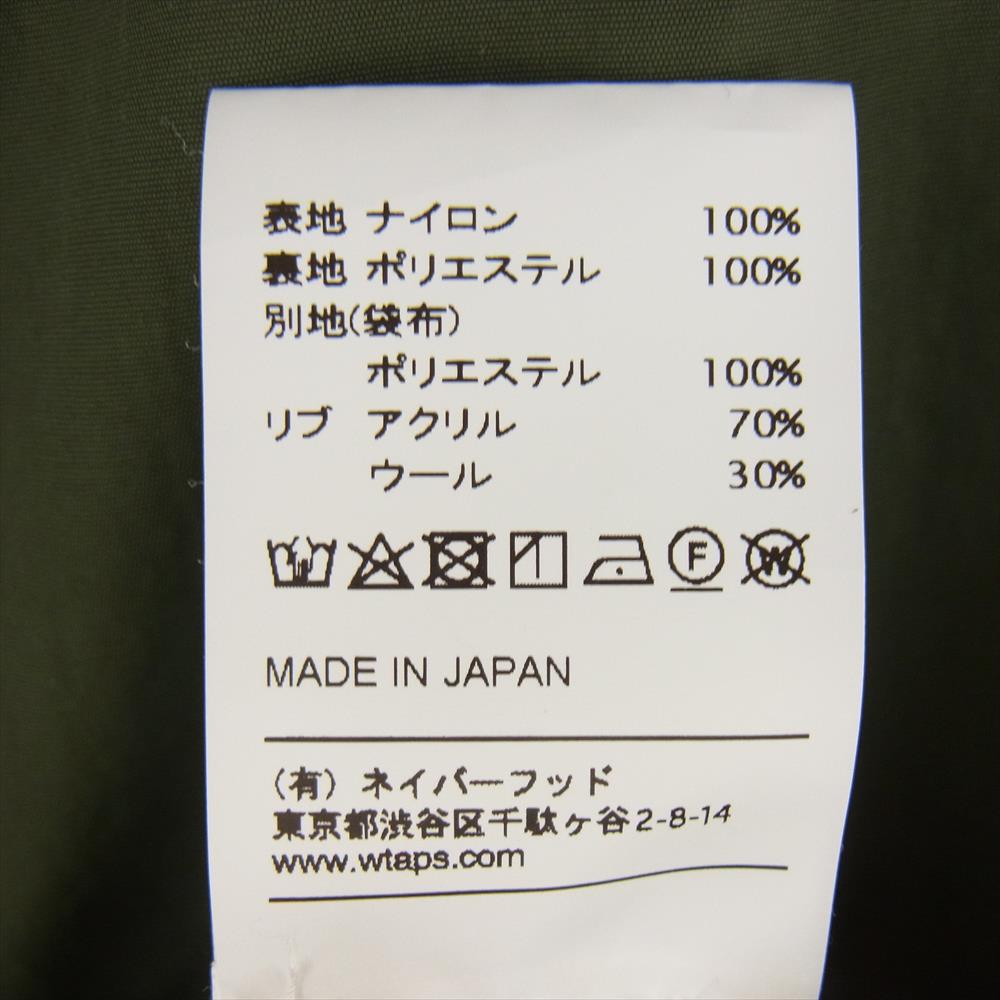 表地 ナイロン 100%
裏地 ポリエステル 100%
別地(袋布)
ポリエステル 100%
リブ アクリル 70%
ウール 30%
F W
MADE IN JAPAN
(有) ネイバーフッド
東京都渋谷区千駄ヶ谷2-8-14
www.wtaps.com